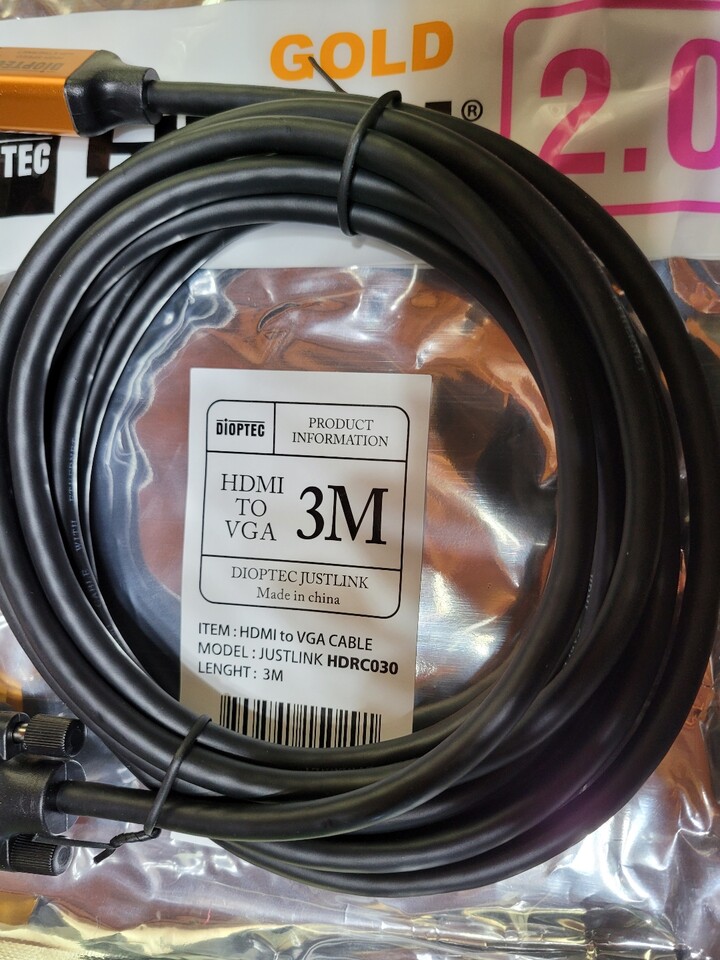 GOLD
DiOPTEC
®
2.0
TEC
DiOPTEC
PRODUCT
INFORMATION
HDMI
TO
VGA
3M
DIOPTEC JUSTLINK
Made in china
ITEM : HDMI to VGA CABLE
MODEL : JUSTLINK HDRC030
LENGHT : 3M